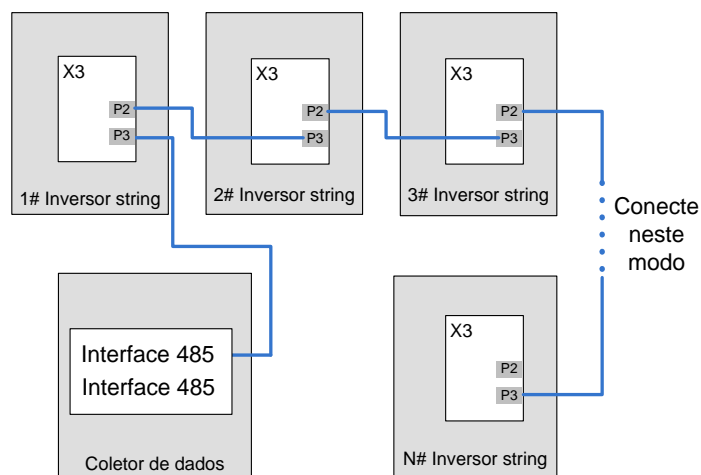 X3
P2
P3
1# Inversor string
X3
P2
P3
2# Inversor string
X3
P2
P3
3# Inversor string
Conecte
neste
modo
Interface 485
Interface 485
Coletor de dados
X3
P2
P3
N# Inversor string